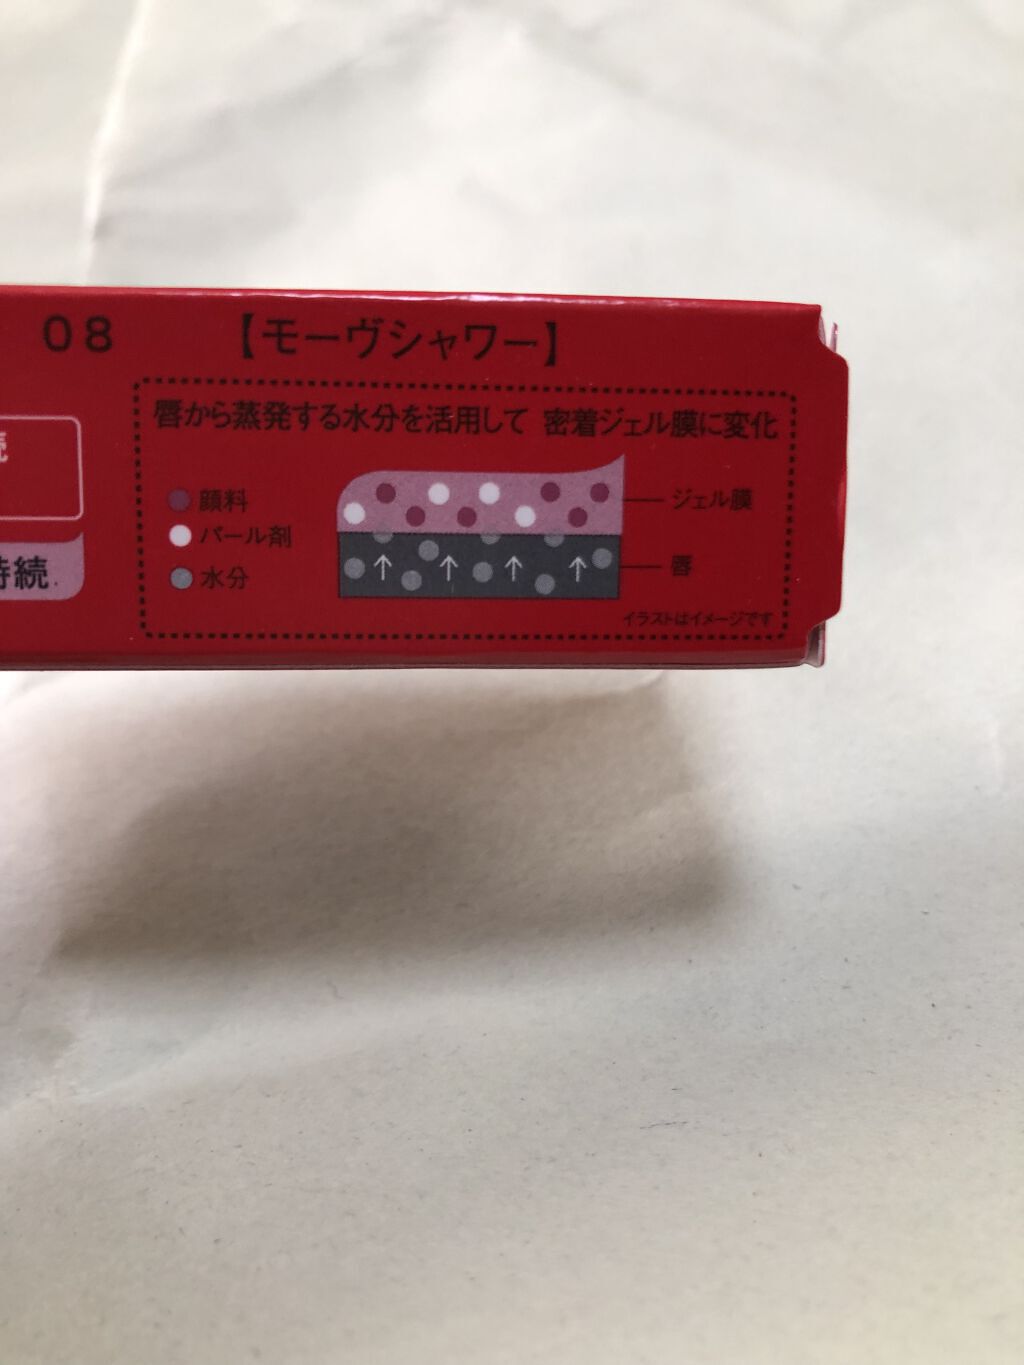 08 【モーヴシャワー】
唇から蒸発する水分を活用して 密着ジェル膜に変化
続
顔料
パール剤
水分
ジェル膜
唇
持続
イラストはイメージです